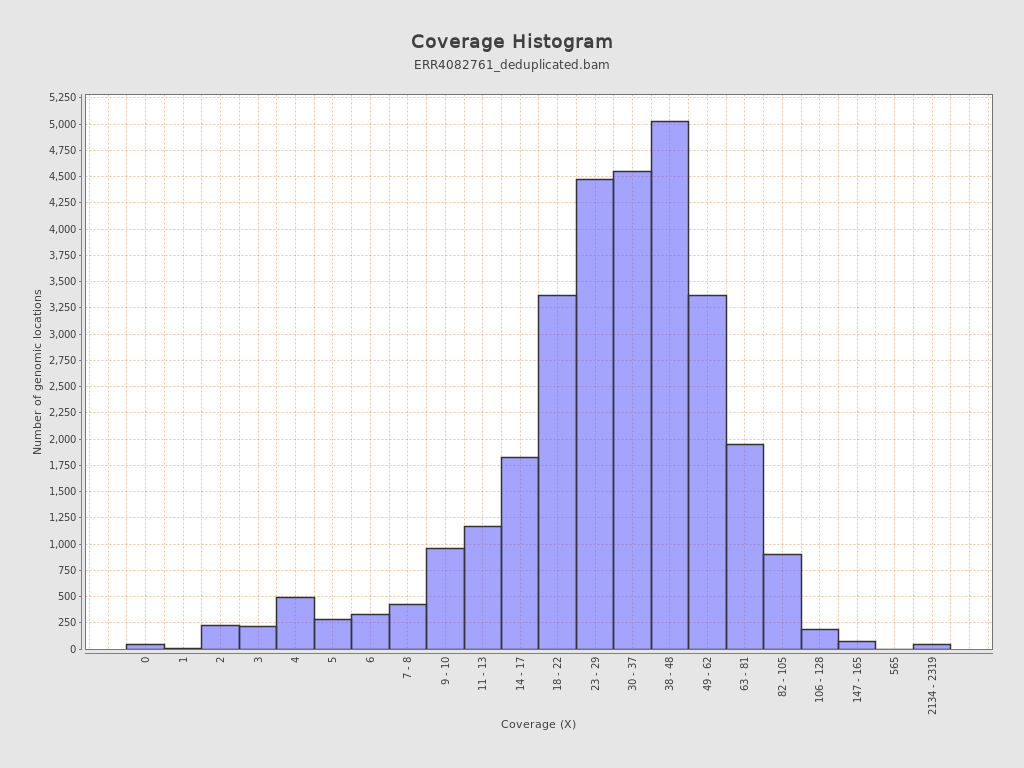 Coverage Histogram
ERR4082761_deduplicated.bam
5,250
5,000
4,750
4,500
4,250
4,000
3,750
3,500
3,250
3,000
2,750
2,500
2,250
2,000
1,750
1,500
1,250
1,000
750
500
250
0
Number of genomic locations
0
1
2
3
4
5
6
7 - 8
9 - 10
11 - 13
14 - 17
18 - 22
23 - 29
30 - 37
38 - 48
49 - 62
63 - 81
82 - 105
106 - 128
147 - 165
565
2134 - 2319
Coverage (X)